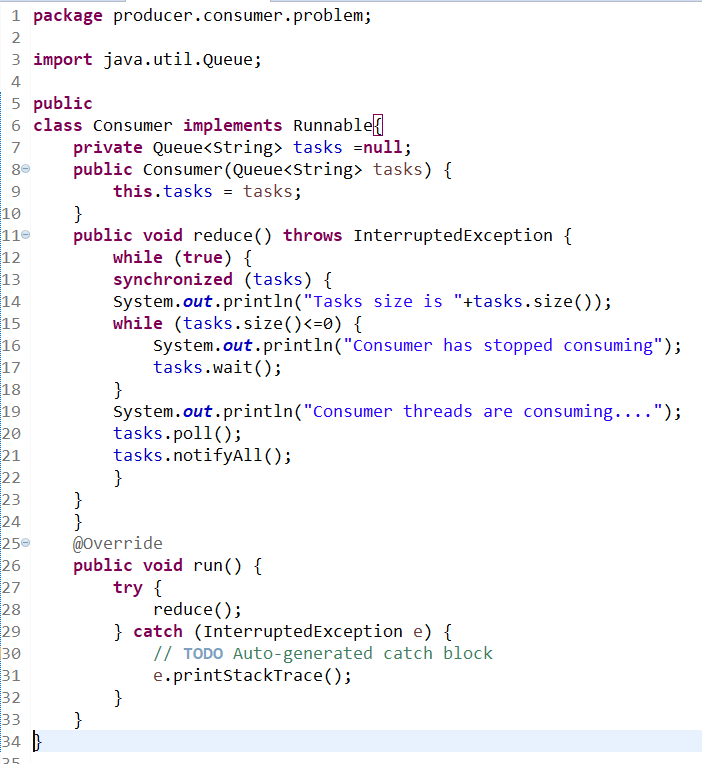 1 package producer.consumer.problem;
2
3 import java.util.Queue;
4
5 public
6 class Consumer implements Runnable{
7     private Queue<String> tasks =null;
8     public Consumer(Queue<String> tasks) {
9         this.tasks = tasks;
10     }
11     public void reduce() throws InterruptedException {
12         while (true) {
13         synchronized (tasks) {
14         System.out.println("Tasks size is "+tasks.size());
15         while (tasks.size()<=0) {
16             System.out.println("Consumer has stopped consuming");
17             tasks.wait();
18         }
19         System.out.println("Consumer threads are consuming....");
20         tasks.poll();
21         tasks.notifyAll();
22         }
23     }
24     }
25     @Override
26     public void run() {
27         try {
28             reduce();
29         } catch (InterruptedException e) {
30             // TODO Auto-generated catch block
31             e.printStackTrace();
32         }
33     }
34 }
35